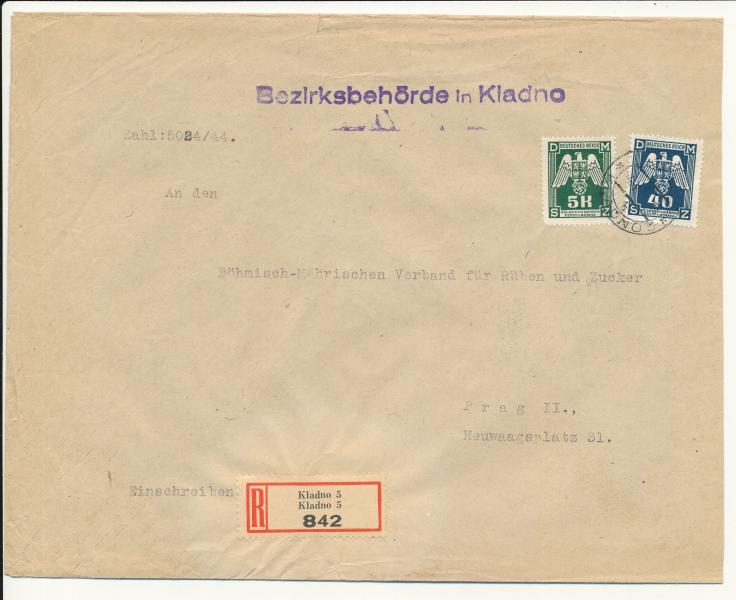 Bezirksbehörde in Kladno
Zahl:5024/44.
DEUTSCHES REICH
D M
5K
S Z
DEUTSCHES REICH
D M
40
S Z
An den
Böhmisch-Mährischen Verband für Rüben und Zucker
Prag II.,
Heuwaagsplatz 31.
Einschreiben
R
Kladno 5
Kladno 5
842